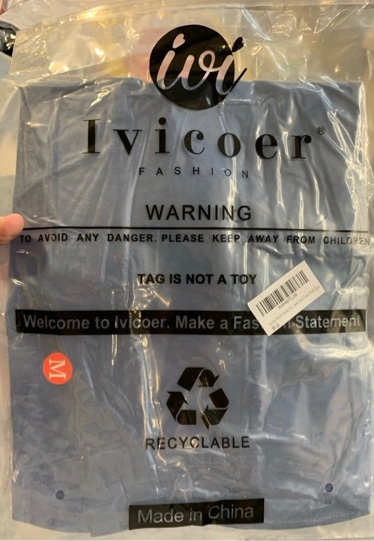 ivi
Ivicoer®
FASHION
WARNING
TO AVOID ANY DANGER. PLEASE KEEP AWAY FROM CHILDREN
TAG IS NOT A TOY
Welcome to Ivicoer. Make a Fas n-Statement
M
RECYCLABLE
Made in China